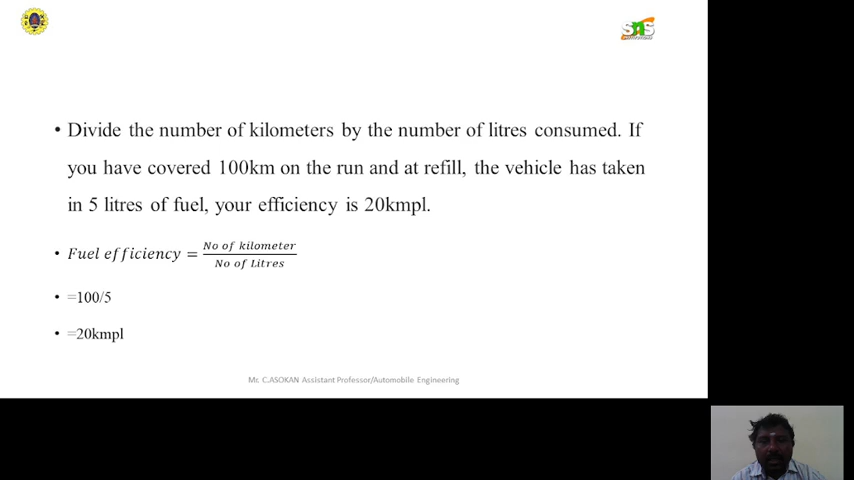 SNS
• Divide the number of kilometers by the number of litres consumed. If
you have covered 100km on the run and at refill, the vehicle has taken
in 5 litres of fuel, your efficiency is 20kmpl.
• Fuel efficiency = No of kilometer / No of Litres
• =100/5
• =20kmpl
Mr. C.ASOKAN Assistant Professor/Automobile Engineering